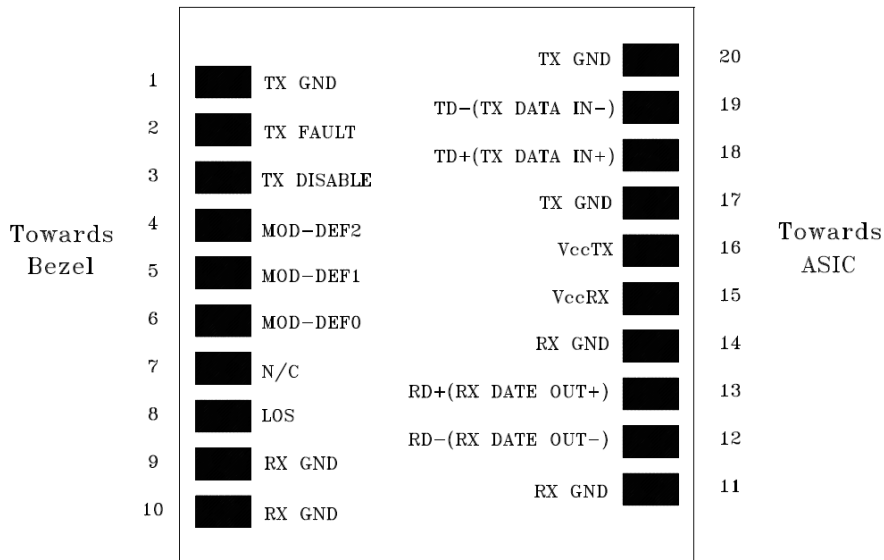 Towards
Bezel
1 TX GND
2 TX FAULT
3 TX DISABLE
4 MOD-DEF2
5 MOD-DEF1
6 MOD-DEF0
7 N/C
8 LOS
9 RX GND
10 RX GND
TX GND 20
TD-(TX DATA IN-) 19
TD+(TX DATA IN+) 18
TX GND 17
VccTX 16
VccRX 15
RX GND 14
RD+(RX DATE OUT+) 13
RD-(RX DATE OUT-) 12
RX GND 11
Towards
ASIC